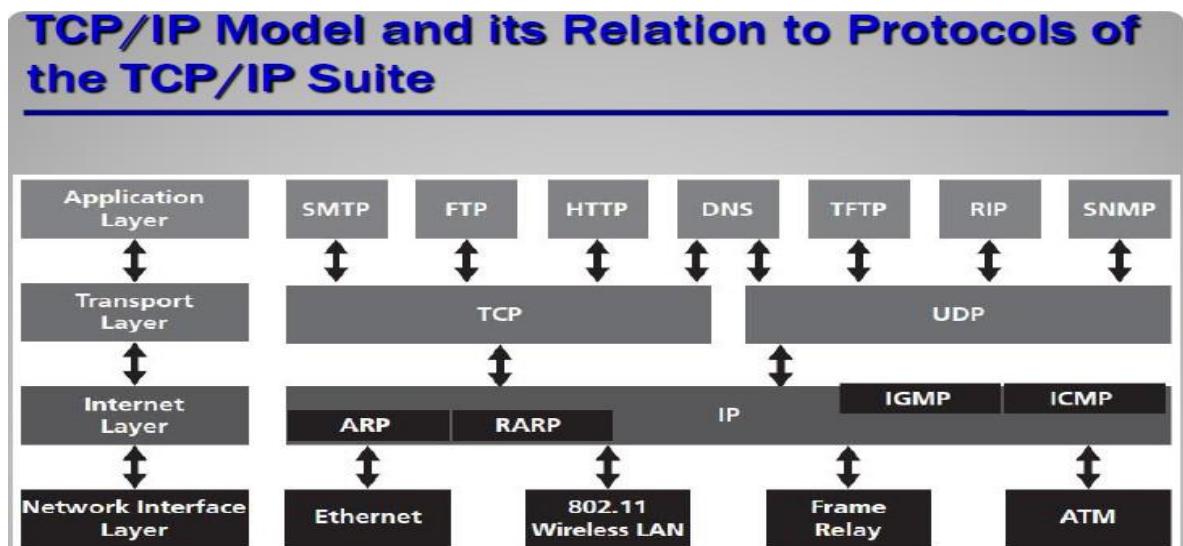 TCP/IP Model and its Relation to Protocols of
the TCP/IP Suite
Application
Layer
SMTP
FTP
HTTP
DNS
TFTP
RIP
SNMP
Transport
Layer
TCP
UDP
Internet
Layer
ARP
RARP
IP
IGMP
ICMP
Network Interface
Layer
Ethernet
802.11
Wireless LAN
Frame
Relay
ATM